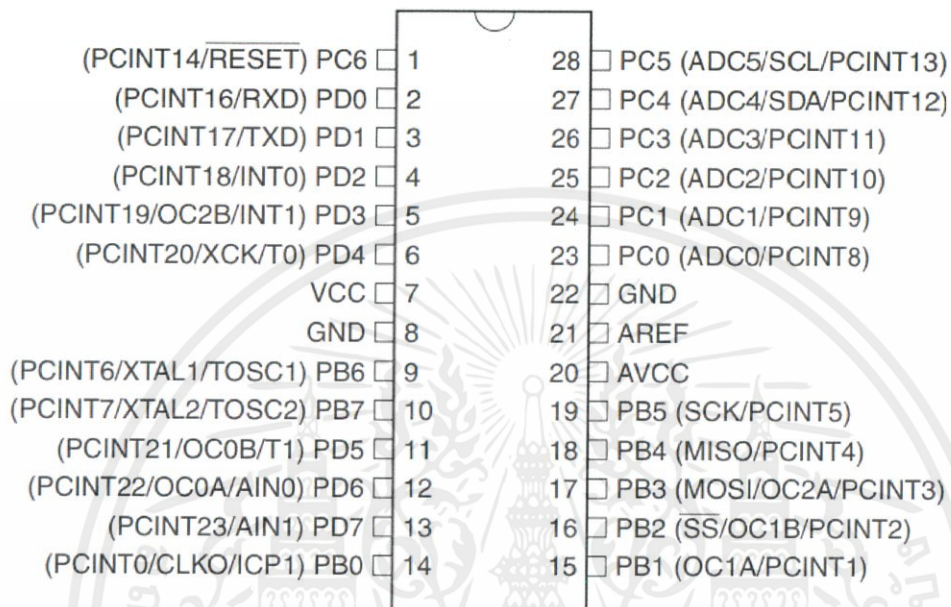 (PCINT14/RESET) PC6 1 28 PC5 (ADC5/SCL/PCINT13)
(PCINT16/RXD) PD0 2 27 PC4 (ADC4/SDA/PCINT12)
(PCINT17/TXD) PD1 3 26 PC3 (ADC3/PCINT11)
(PCINT18/INT0) PD2 4 25 PC2 (ADC2/PCINT10)
(PCINT19/OC2B/INT1) PD3 5 24 PC1 (ADC1/PCINT9)
(PCINT20/XCK/T0) PD4 6 23 PC0 (ADC0/PCINT8)
VCC 7 22 GND
GND 8 21 AREF
(PCINT6/XTAL1/TOSC1) PB6 9 20 AVCC
(PCINT7/XTAL2/TOSC2) PB7 10 19 PB5 (SCK/PCINT5)
(PCINT21/OC0B/T1) PD5 11 18 PB4 (MISO/PCINT4)
(PCINT22/OC0A/AIN0) PD6 12 17 PB3 (MOSI/OC2A/PCINT3)
(PCINT23/AIN1) PD7 13 16 PB2 (SS/OC1B/PCINT2)
(PCINT0/CLKO/ICP1) PB0 14 15 PB1 (OC1A/PCINT1)